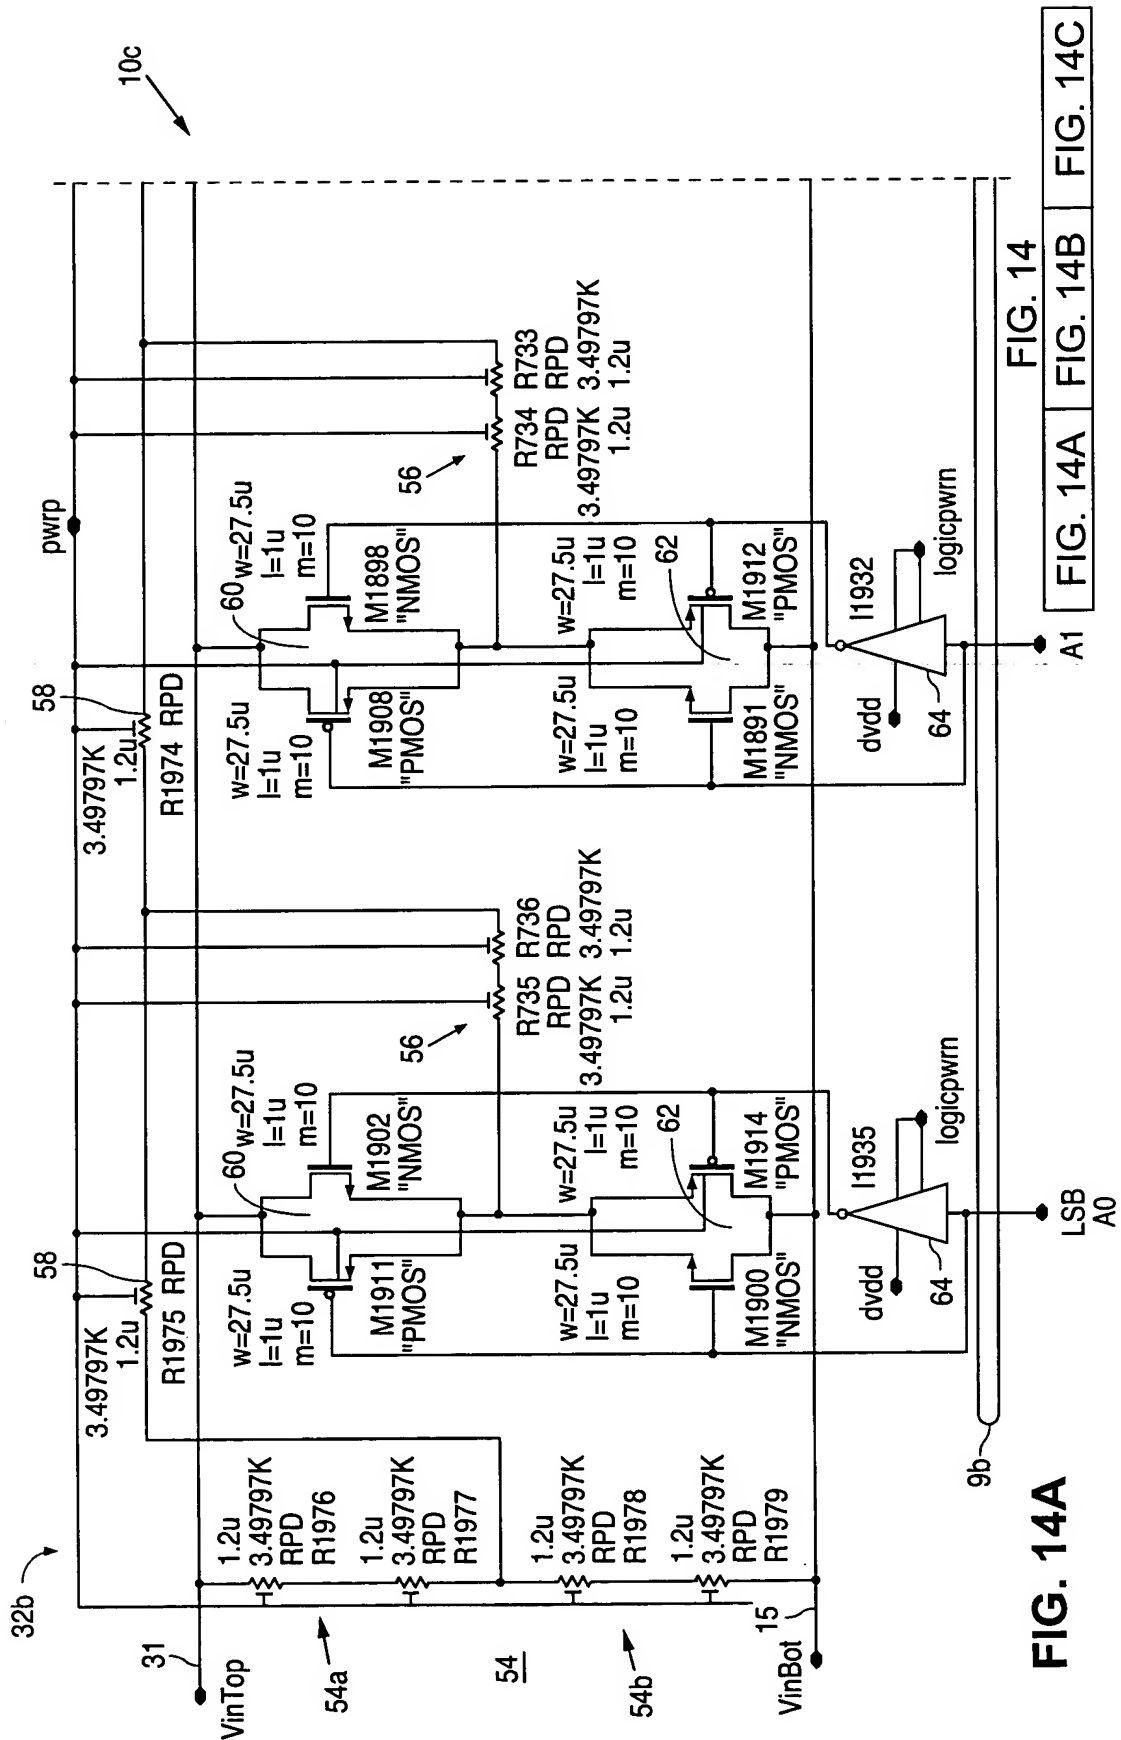 10c
32b
31
VinTop
54a
54
54b
15
VinBot
1.2u
3.49797K
RPD
R1976
1.2u
3.49797K
RPD
R1977
1.2u
3.49797K
RPD
R1978
1.2u
3.49797K
RPD
R1979
pwrp
58
3.49797K
1.2u
R1975 RPD
60
w=27.5u
l=1u
m=10
M1911
"PMOS"
w=27.5u
l=1u
m=10
M1902
"NMOS"
56
R735
RPD
3.49797K
1.2u
R736
RPD
3.49797K
1.2u
w=27.5u
l=1u
m=10
M1900
"NMOS"
w=27.5u
l=1u
m=10
62
M1914
"PMOS"
I1935
dvdd
64
logicpwrn
LSB
A0
58
3.49797K
1.2u
R1974 RPD
60
w=27.5u
l=1u
m=10
M1908
"PMOS"
w=27.5u
l=1u
m=10
M1898
"NMOS"
56
R734
RPD
3.49797K
1.2u
R733
RPD
3.49797K
1.2u
w=27.5u
l=1u
m=10
M1891
"NMOS"
w=27.5u
l=1u
m=10
62
M1912
"PMOS"
I1932
dvdd
64
logicpwrn
A1
9b
FIG. 14A
FIG. 14
FIG. 14A FIG. 14B FIG. 14C